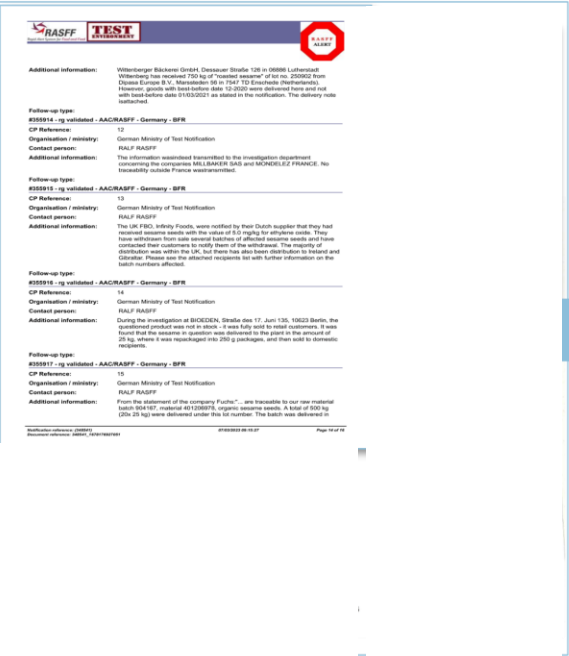 RASFF
TEST
ENVIRONMENT
RASFF
ALERT
Additional information: Wittenberger Bäckerei GmbH, Dessauer Straße 126 in 06886 Lutherstadt
Wittenberg has received 750 kg of "roasted sesame" of lot no. 250902 from
Dipasa Europe B.V., Marssteden 56 in 7547 TD Enschede (Netherlands).
However, goods with best-before date 12-2020 were delivered here and not
with best-before date 01/03/2021 as stated in the notification. The delivery note
isattached.
Follow-up type:
#355914 - rg validated - AAC/RASFF - Germany - BFR
CP Reference: 12
Organisation / ministry: German Ministry of Test Notification
Contact person: RALF RASFF
Additional information: The information wasindeed transmitted to the investigation department
concerning the companies MILLBAKER SAS and MONDELEZ FRANCE. No
traceability outside France wastransmitted.
Follow-up type:
#355915 - rg validated - AAC/RASFF - Germany - BFR
CP Reference: 13
Organisation / ministry: German Ministry of Test Notification
Contact person: RALF RASFF
Additional information: The UK FBO, Infinity Foods, were notified by their Dutch supplier that they had
received sesame seeds with the value of 5.0 mg/kg for ethylene oxide. They
have withdrawn from sale several batches of affected sesame seeds and have
contacted their customers to notify them of the withdrawal. The majority of
distribution was within the UK, but there has also been distribution to Ireland and
Gibraltar. Please see the attached recipients list with further information on the
batch numbers affected.
Follow-up type:
#355916 - rg validated - AAC/RASFF - Germany - BFR
CP Reference: 14
Organisation / ministry: German Ministry of Test Notification
Contact person: RALF RASFF
Additional information: During the investigation at BIOEDEN, Straße des 17. Juni 135, 10623 Berlin, the
questioned product was not in stock - it was fully sold to retail customers. It was
found that the sesame in question was delivered to the plant in the amount of
25 kg, where it was repackaged into 250 g packages, and then sold to domestic
recipients.
Follow-up type:
#355917 - rg validated - AAC/RASFF - Germany - BFR
CP Reference: 15
Organisation / ministry: German Ministry of Test Notification
Contact person: RALF RASFF
Additional information: From the statement of the company Fuchs:"... are traceable to our raw material
batch 904167, material 401206978, organic sesame seeds. A total of 500 kg
(20x 25 kg) were delivered under this lot number. The batch was delivered in
Notification reference:
Document reference:
Page 14 of 16